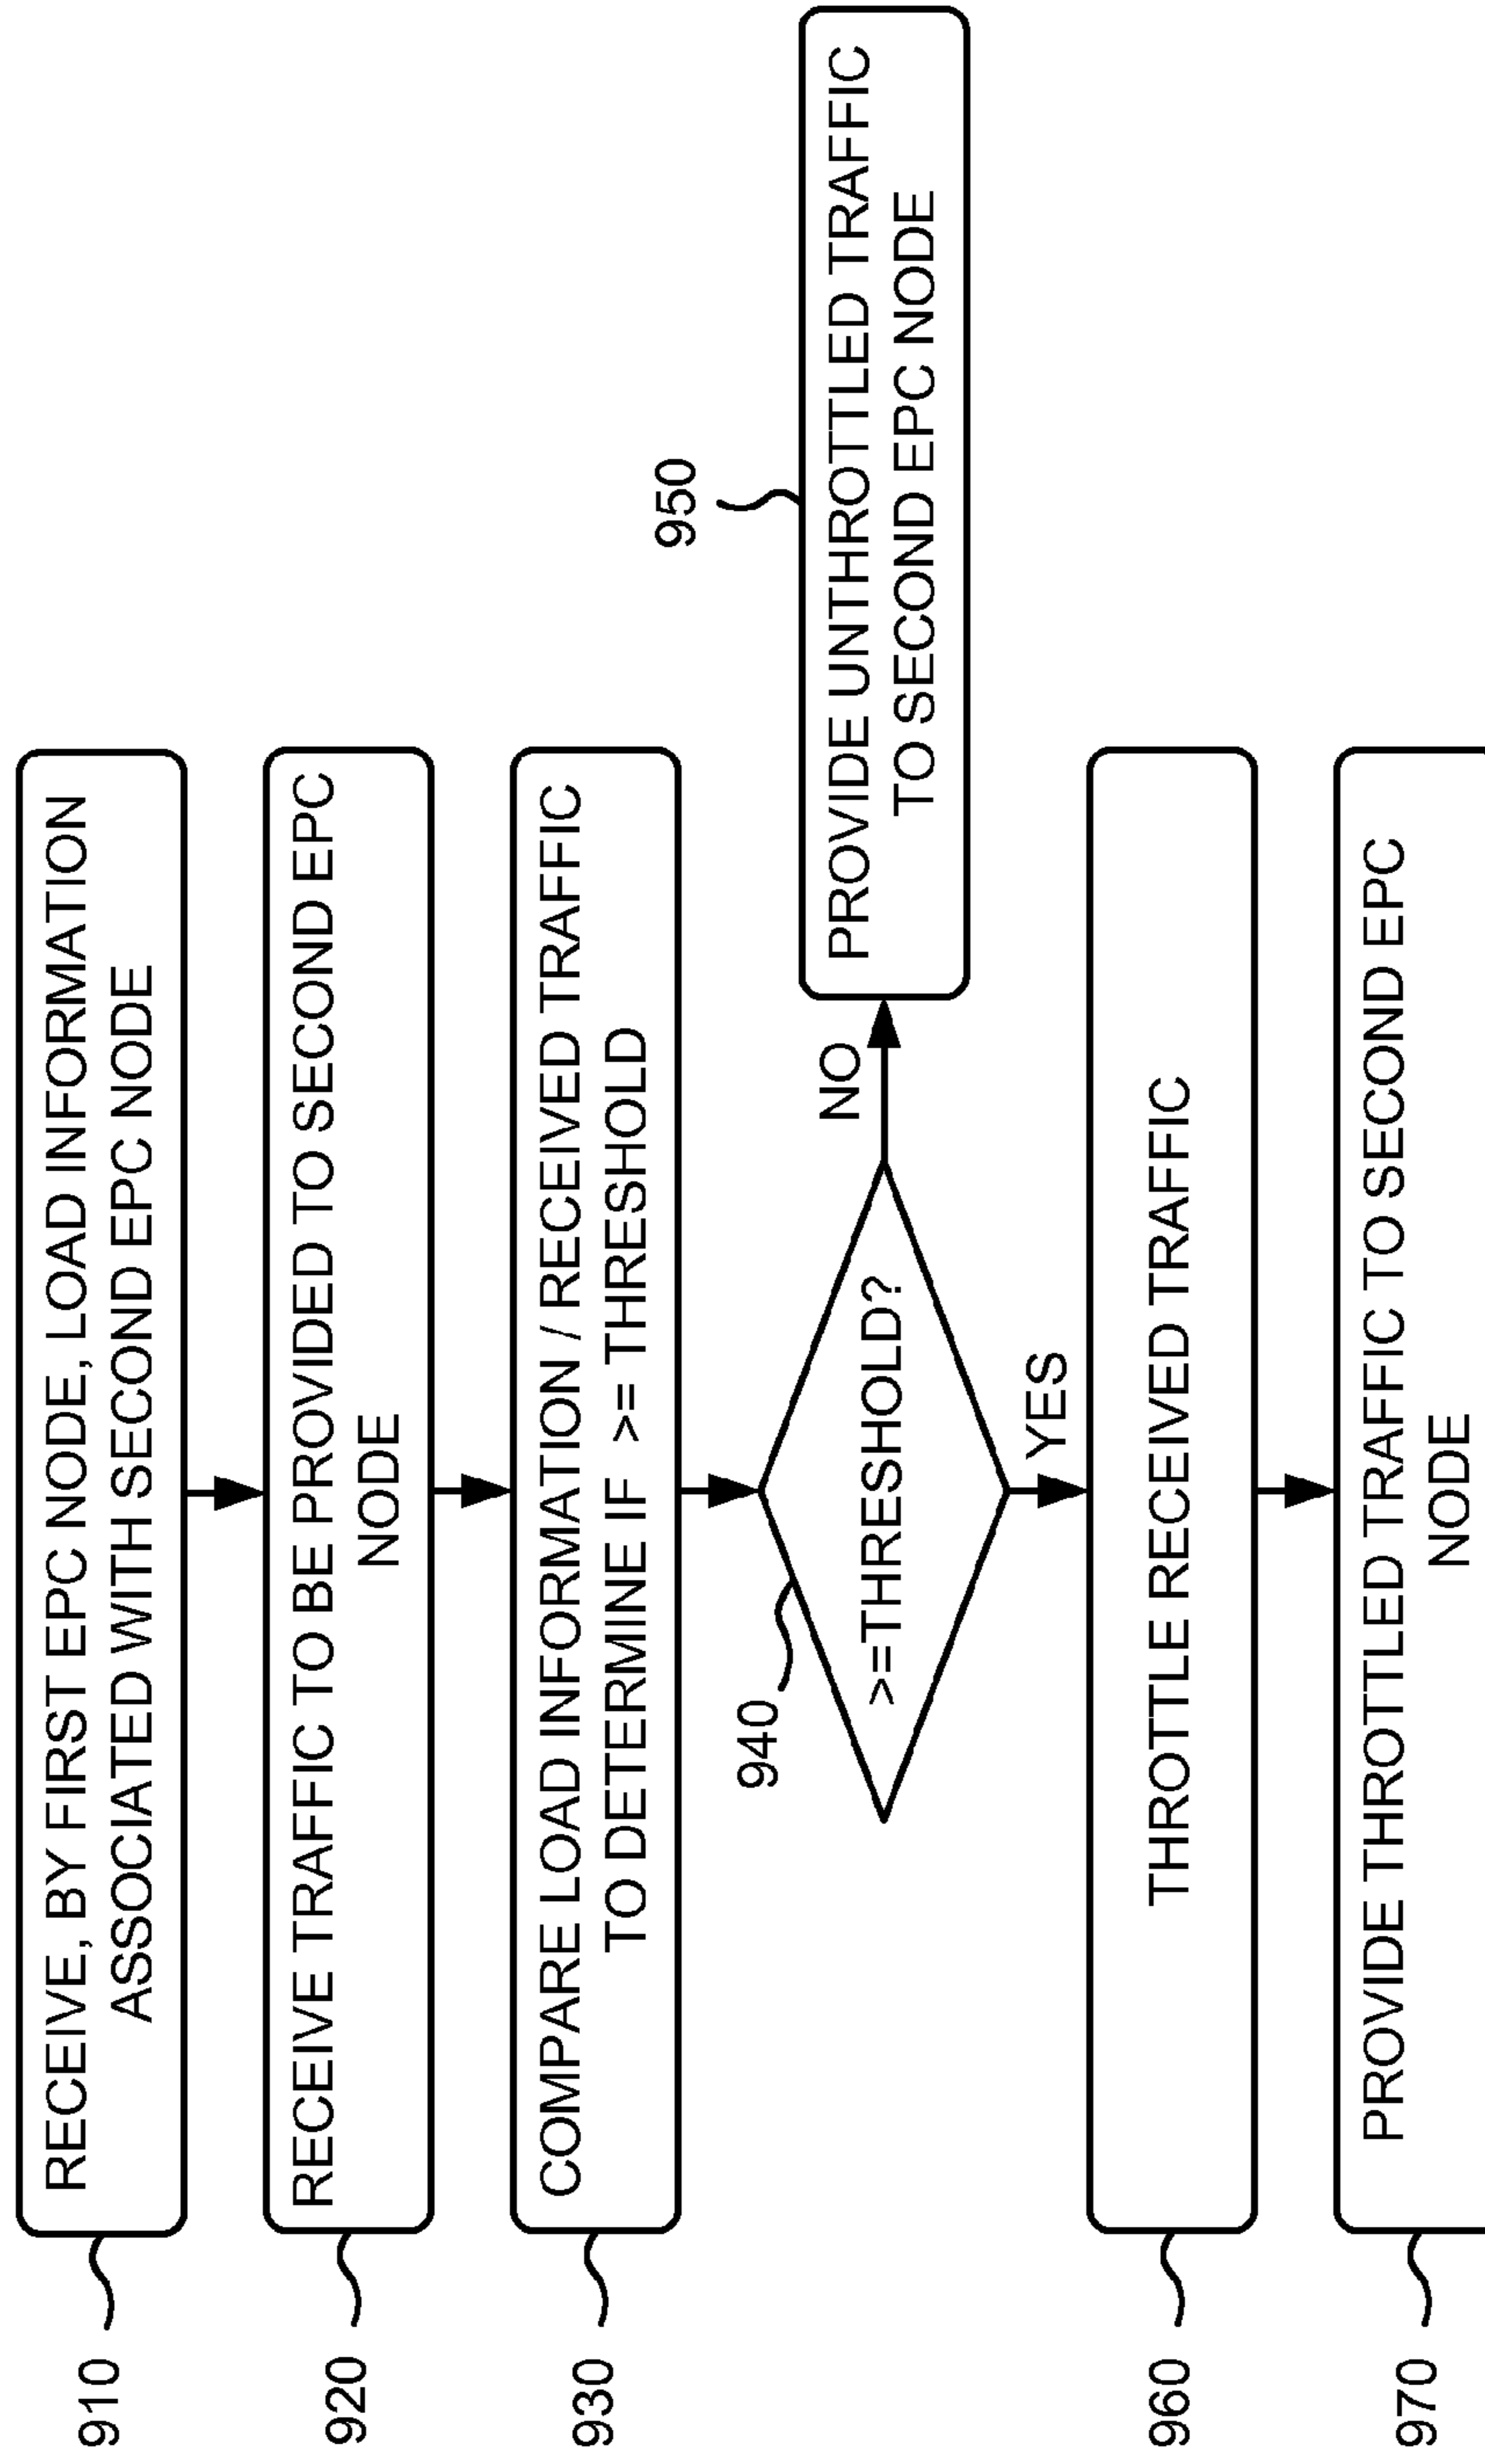 910
RECEIVE, BY FIRST EPC NODE, LOAD INFORMATION
ASSOCIATED WITH SECOND EPC NODE
920
RECEIVE TRAFFIC TO BE PROVIDED TO SECOND EPC
NODE
930
COMPARE LOAD INFORMATION / RECEIVED TRAFFIC
TO DETERMINE IF >= THRESHOLD
940
>=THRESHOLD?
NO
950
PROVIDE UNTHROTTLED TRAFFIC
TO SECOND EPC NODE
YES
960
THROTTLE RECEIVED TRAFFIC
970
PROVIDE THROTTLED TRAFFIC TO SECOND EPC
NODE